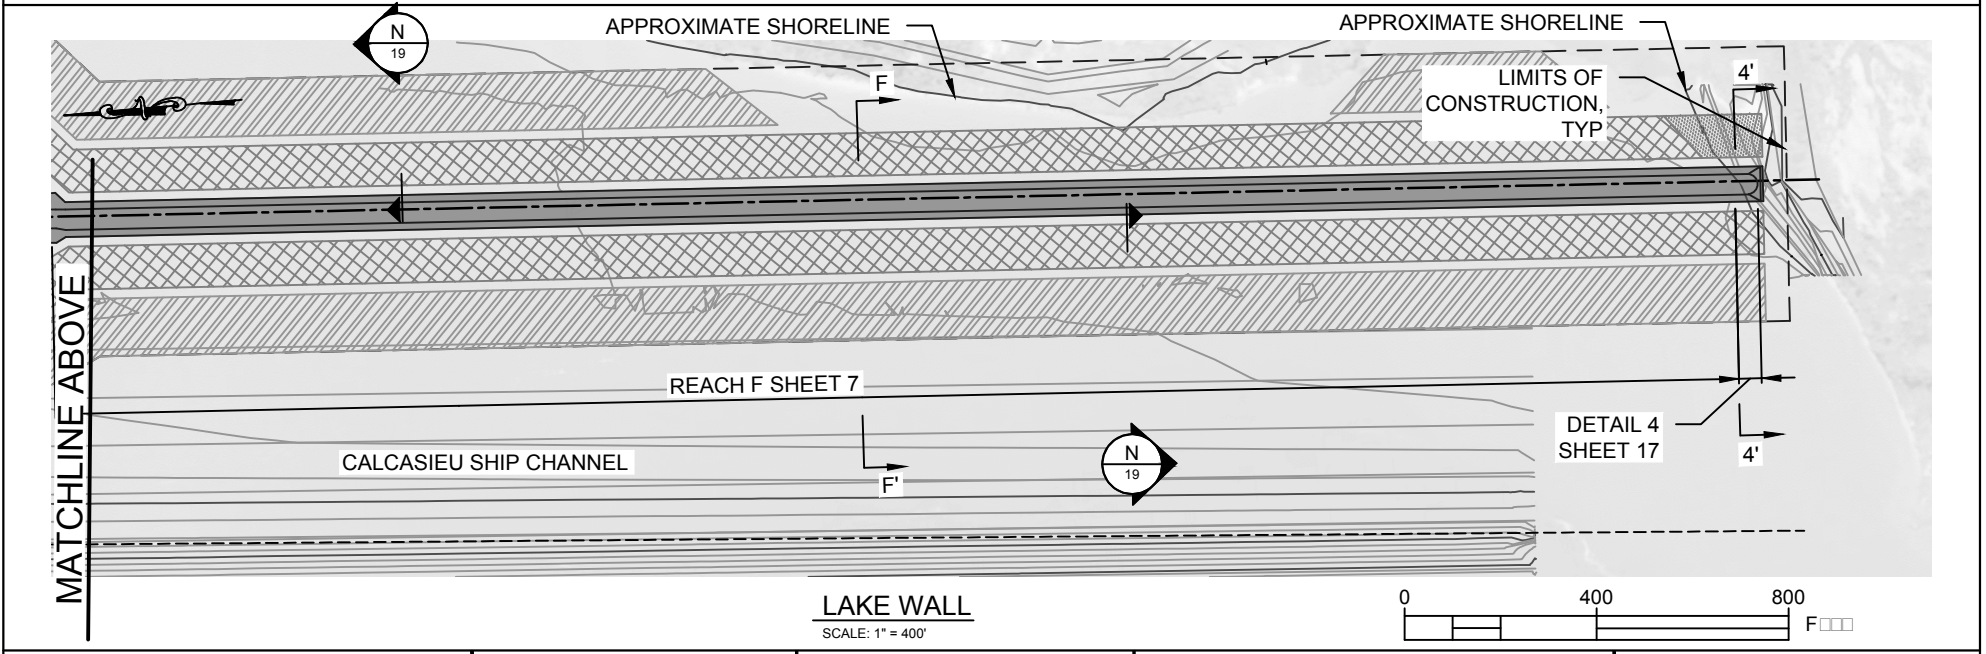 APPROXIMATE SHORELINE
APPROXIMATE SHORELINE
N
19
F
4'
LIMITS OF
CONSTRUCTION,
TYP
MATCHLINE ABOVE
REACH F SHEET 7
DETAIL 4
SHEET 17
CALCASIEU SHIP CHANNEL
F'
N
19
4'
LAKE WALL
SCALE: 1" = 400'
0
400
800
F